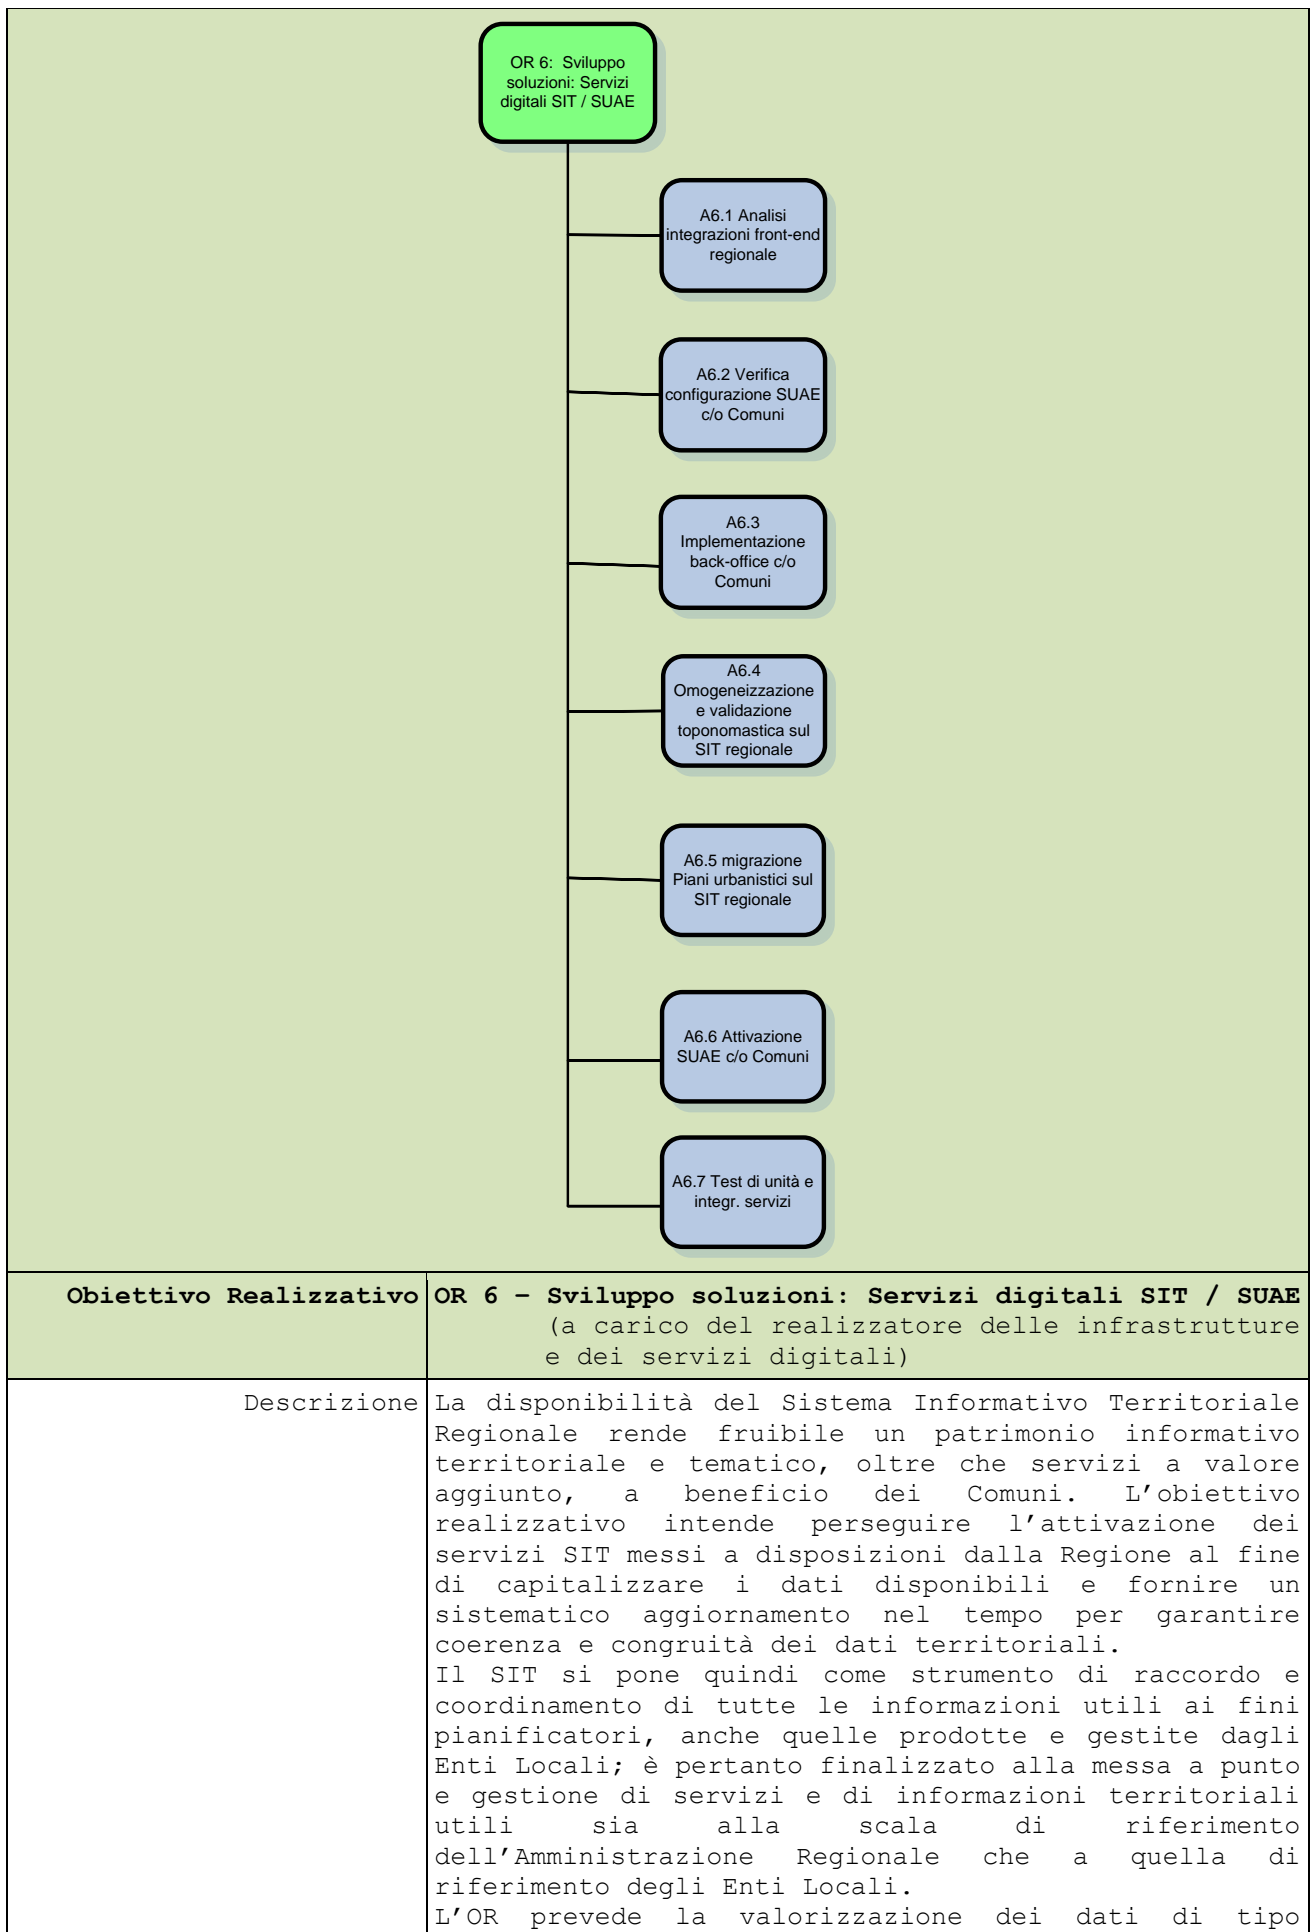 OR 6: Sviluppo
soluzioni: Servizi
digitali SIT / SUAE
A6.1 Analisi
integrazioni front-end
regionale
A6.2 Verifica
configurazione SUAE
c/o Comuni
A6.3
Implementazione
back-office c/o
Comuni
A6.4
Omogeneizzazione
e validazione
toponomastica sul
SIT regionale
A6.5 migrazione
Piani urbanistici sul
SIT regionale
A6.6 Attivazione
SUAE c/o Comuni
A6.7 Test di unità e
integr. servizi
Obiettivo Realizzativo
OR 6 – Sviluppo soluzioni: Servizi digitali SIT / SUAE
(a carico del realizzatore delle infrastrutture
e dei servizi digitali)
Descrizione
La disponibilità del Sistema Informativo Territoriale
Regionale rende fruibile un patrimonio informativo
territoriale e tematico, oltre che servizi a valore
aggiunto, a beneficio dei Comuni. L’obiettivo
realizzativo intende perseguire l’attivazione dei
servizi SIT messi a disposizioni dalla Regione al fine
di capitalizzare i dati disponibili e fornire un
sistematico aggiornamento nel tempo per garantire
coerenza e congruità dei dati territoriali.
Il SIT si pone quindi come strumento di raccordo e
coordinamento di tutte le informazioni utili ai fini
pianificatori, anche quelle prodotte e gestite dagli
Enti Locali; è pertanto finalizzato alla messa a punto
e gestione di servizi e di informazioni territoriali
utili sia alla scala di riferimento
dell’Amministrazione Regionale che a quella di
riferimento degli Enti Locali.
L’OR prevede la valorizzazione dei dati di tipo